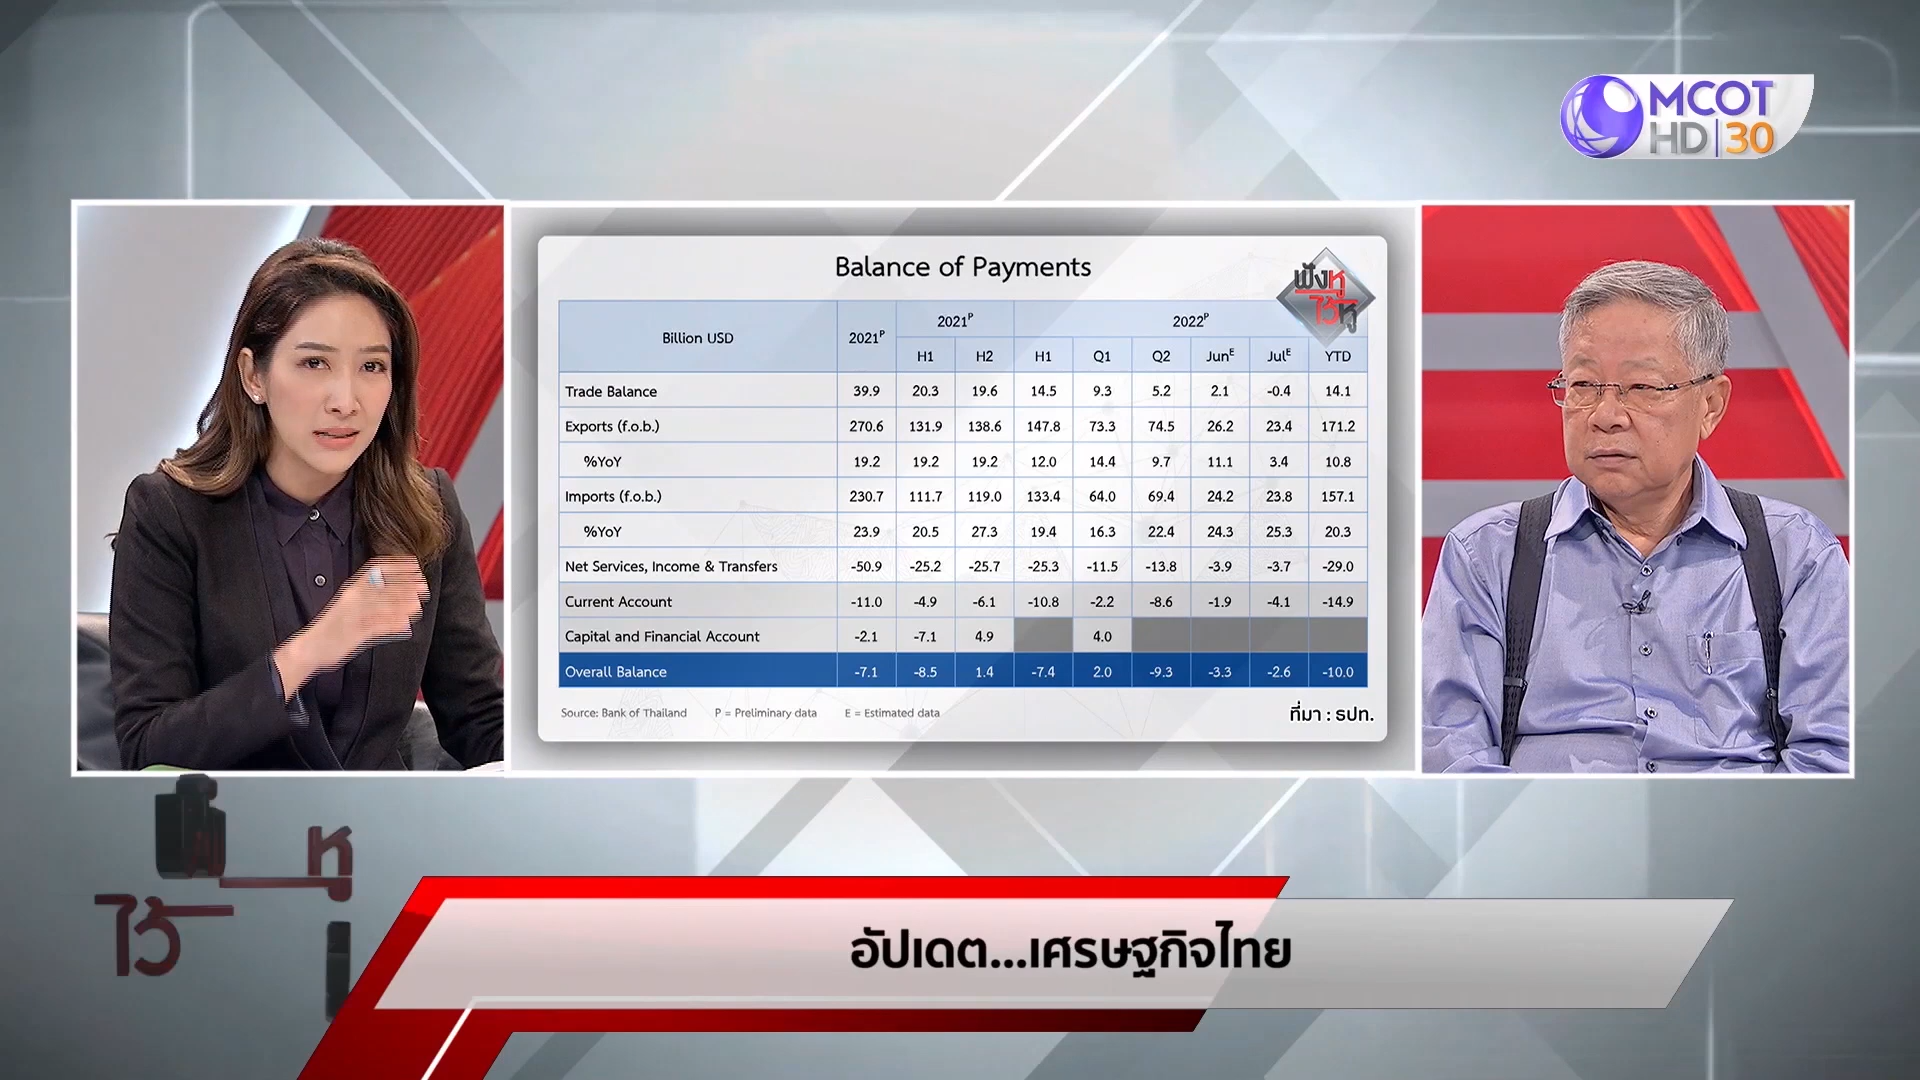 MCOT
HD 30
Balance of Payments
ฟังหู
ไว้หู
Billion USD 2021P 2021P 2022P
H1 H2 H1 Q1 Q2 JunE JulE YTD
Trade Balance 39.9 20.3 19.6 14.5 9.3 5.2 2.1 -0.4 14.1
Exports (f.o.b.) 270.6 131.9 138.6 147.8 73.3 74.5 26.2 23.4 171.2
%YoY 19.2 19.2 19.2 12.0 14.4 9.7 11.1 3.4 10.8
Imports (f.o.b.) 230.7 111.7 119.0 133.4 64.0 69.4 24.2 23.8 157.1
%YoY 23.9 20.5 27.3 19.4 16.3 22.4 24.3 25.3 20.3
Net Services, Income & Transfers -50.9 -25.2 -25.7 -25.3 -11.5 -13.8 -3.9 -3.7 -29.0
Current Account -11.0 -4.9 -6.1 -10.8 -2.2 -8.6 -1.9 -4.1 -14.9
Capital and Financial Account -2.1 -7.1 4.9 4.0
Overall Balance -7.1 -8.5 1.4 -7.4 2.0 -9.3 -3.3 -2.6 -10.0
Source: Bank of Thailand P = Preliminary data E = Estimated data
ที่มา : ธปท.
หู
ไว้
อัปเดต...เศรษฐกิจไทย